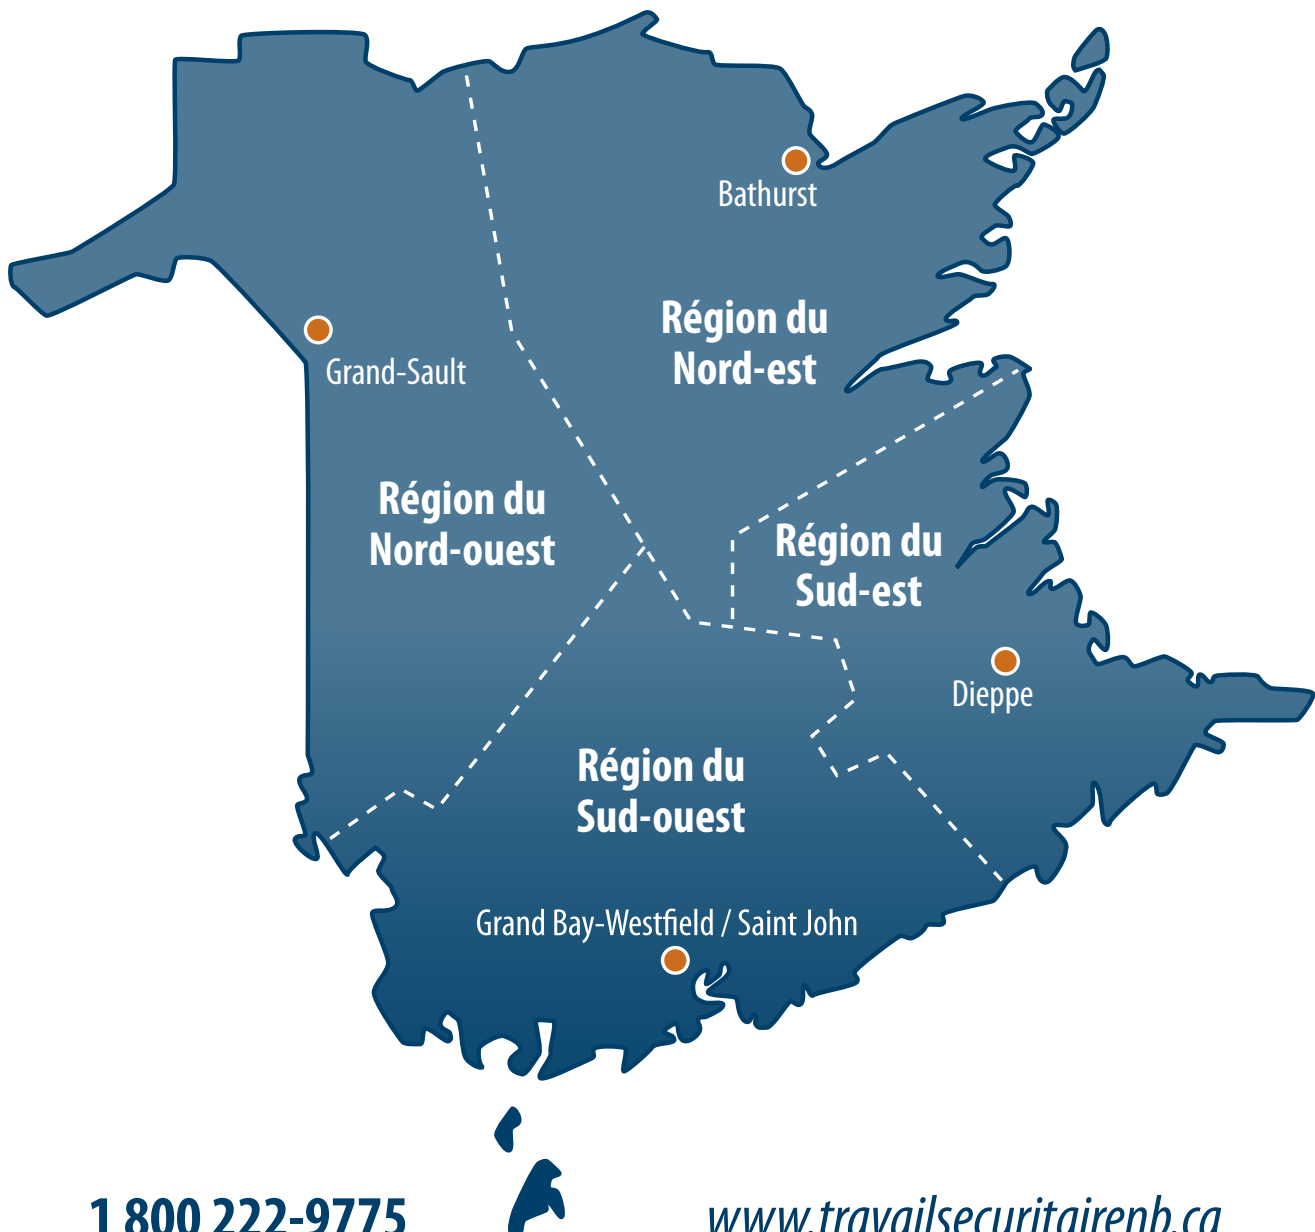 Bathurst
Région du
Nord-est
Grand-Sault
Région du
Nord-ouest
Région du
Sud-est
Dieppe
Région du
Sud-ouest
Grand Bay-Westfield / Saint John
1 800 222-9775
www.travailsecuritairenb.ca